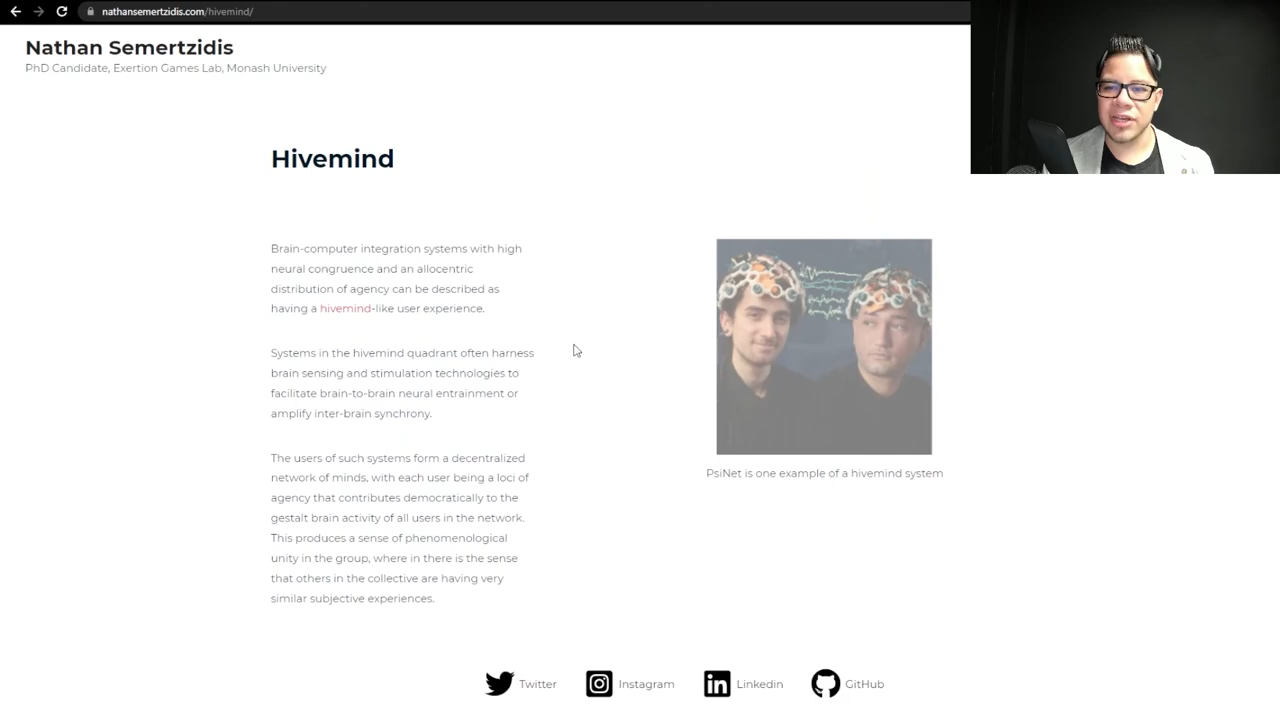 nathansemertzidis.com/hivemind/
Nathan Semertzidis
PhD Candidate, Exertion Games Lab, Monash University
Hivemind
Brain-computer integration systems with high
neural congruence and an allocentric
distribution of agency can be described as
having a hivemind-like user experience.
Systems in the hivemind quadrant often harness
brain sensing and stimulation technologies to
facilitate brain-to-brain neural entrainment or
amplify inter-brain synchrony.
The users of such systems form a decentralized
network of minds, with each user being a loci of
agency that contributes democratically to the
gestalt brain activity of all users in the network.
This produces a sense of phenomenological
unity in the group, where in there is the sense
that others in the collective are having very
similar subjective experiences.
PsiNet is one example of a hivemind system
Twitter
Instagram
Linkedin
GitHub